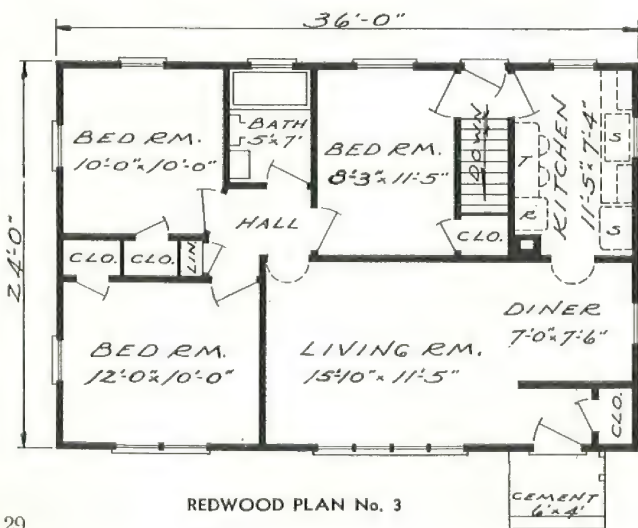 36'-0"
24'-0"
BED RM.
10'-0" x 10'-0"
BATH
5' x 7'
BED RM.
8'-3" x 11'-5"
DOWN
KITCHEN
11'-5" x 7'-4"
T
R
S
S
HALL
CLO.
CLO.
LIN.
CLO.
BED RM.
12'-0" x 10'-0"
LIVING RM.
15'-10" x 11'-5"
DINER
7'-0" x 7'-6"
CLO.
CEMENT
6' x 4'
REDWOOD PLAN No. 3
29